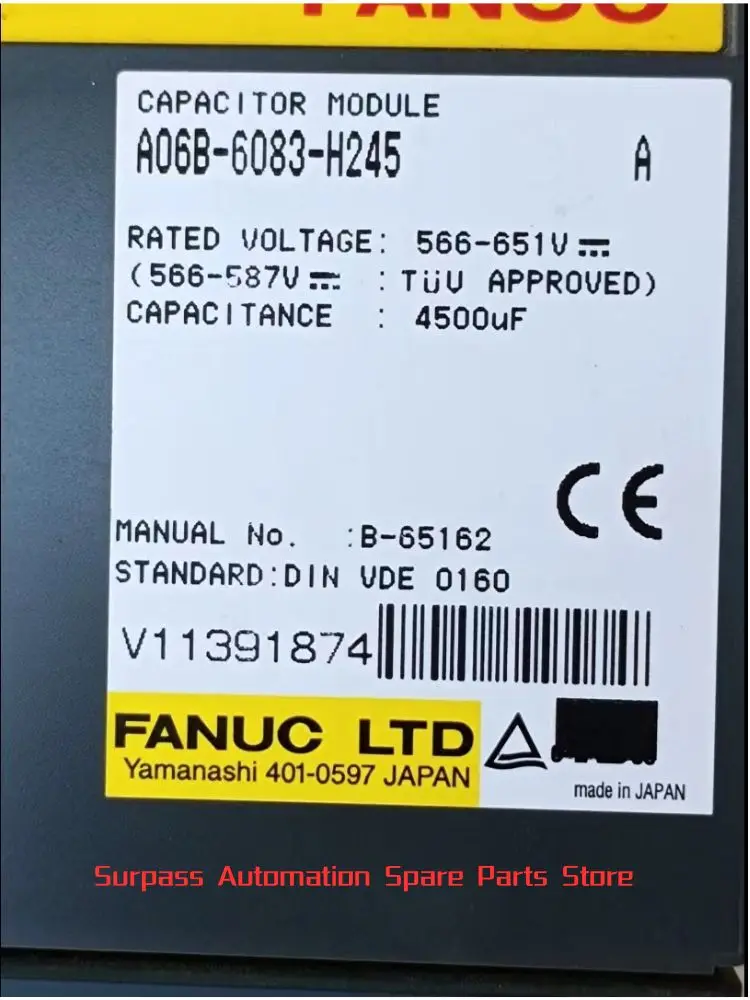 FANUC
CAPACITOR MODULE
A06B-6083-H245 A
RATED VOLTAGE: 566-651V
(566-587V : TüV APPROVED)
CAPACITANCE : 4500uF
CE
MANUAL No. :B-65162
STANDARD:DIN VDE 0160
V11391874
FANUC LTD
Yamanashi 401-0597 JAPAN
made in JAPAN
Surpass Automation Spare Parts Store